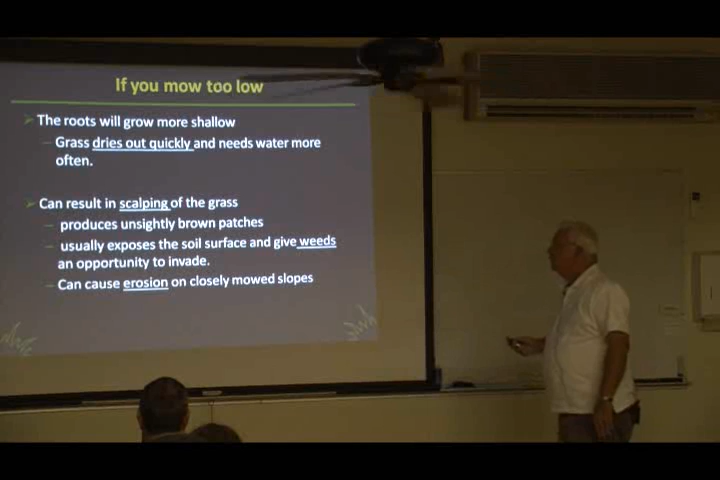 If you mow too low
The roots will grow more shallow
– Grass dries out quickly and needs water more
often.
Can result in scalping of the grass
– produces unsightly brown patches
– usually exposes the soil surface and give weeds
an opportunity to invade.
– Can cause erosion on closely mowed slopes